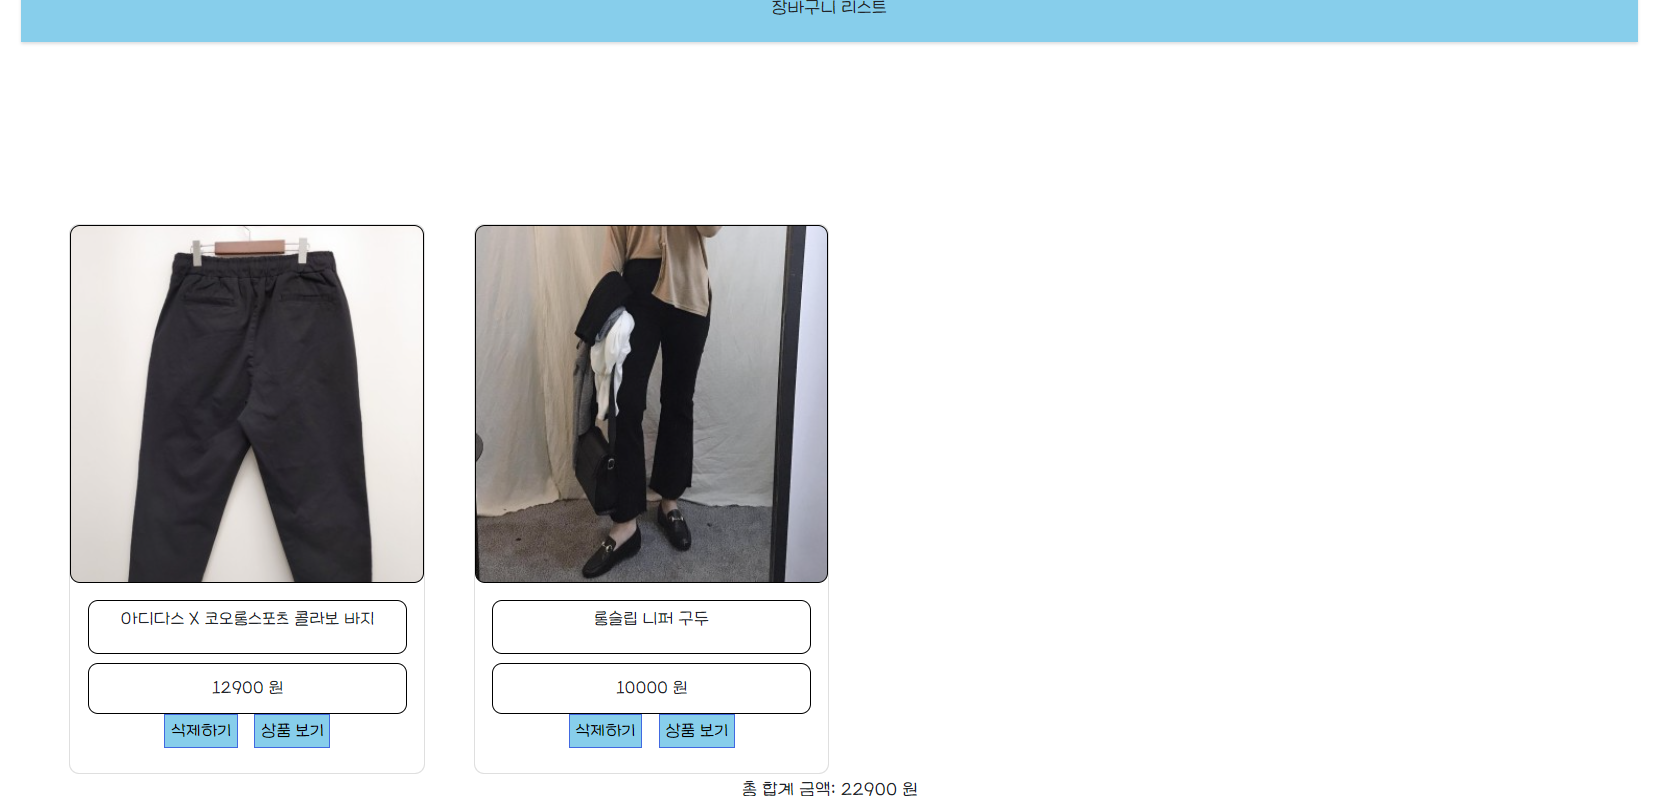 장바구니 리스트
아디다스 X 코오롱스포츠 콜라보 바지
12900 원
삭제하기 상품 보기
롱슬립 니퍼 구두
10000 원
삭제하기 상품 보기
총 합계 금액: 22900 원